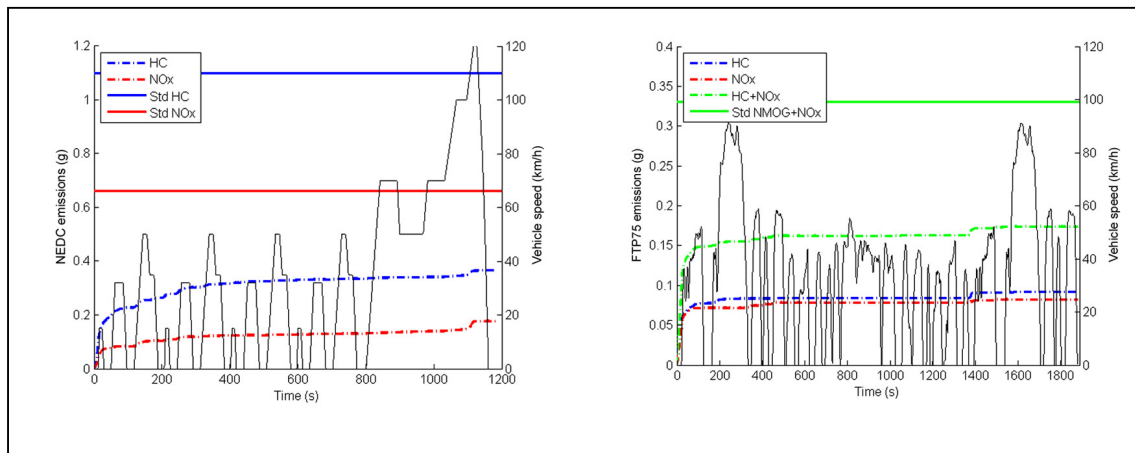 1.2
1
0.8
0.6
0.4
0.2
0
NEDC emissions (g)
HC
NOx
Std HC
Std NOx
120
100
80
60
40
20
0
Vehicle speed (km/h)
0 200 400 600 800 1000 1200
Time (s)
0.4
0.35
0.3
0.25
0.2
0.15
0.1
0.05
0
FTP75 emissions (g)
HC
NOx
HC+NOx
Std NMOG+NOx
120
100
80
60
40
20
0
Vehicle speed (km/h)
0 200 400 600 800 1000 1200 1400 1600 1800
Time (s)